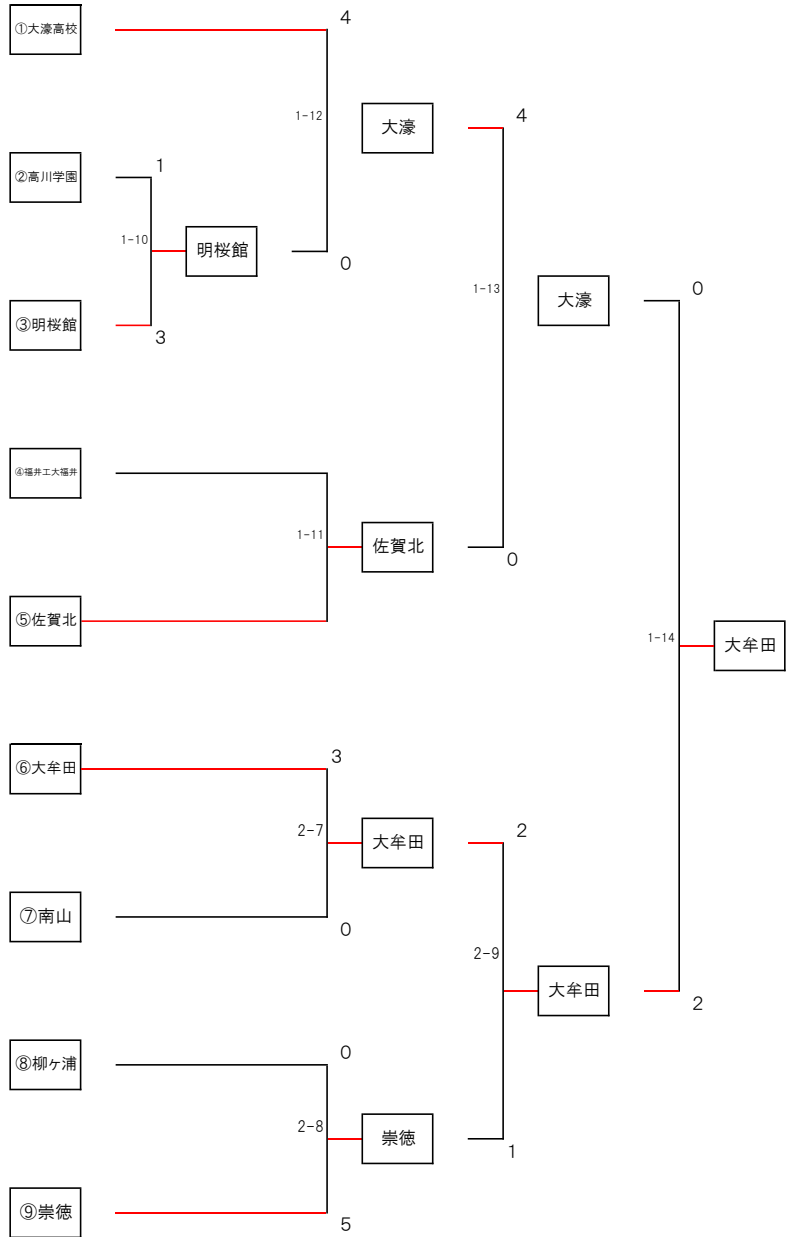 ①大濠高校
4
1-12
大濠
4
②高川学園
1
1-10
明桜館
0
1-13
大濠
0
③明桜館
3
④福井工大福井
1-11
佐賀北
0
⑤佐賀北
1-14
大牟田
⑥大牟田
3
2-7
大牟田
2
⑦南山
0
2-9
大牟田
2
⑧柳ヶ浦
0
2-8
崇徳
1
⑨崇徳
5